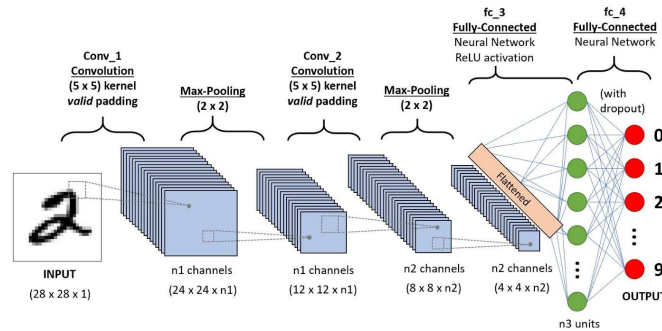 fc_3
Fully-Connected
Neural Network
ReLU activation
fc_4
Fully-Connected
Neural Network
Conv_1
Convolution
(5 x 5) kernel
valid padding
Max-Pooling
(2 x 2)
Conv_2
Convolution
(5 x 5) kernel
valid padding
Max-Pooling
(2 x 2)
(with
dropout)
2
Flattened
0
1
2
9
INPUT
(28 x 28 x 1)
n1 channels
(24 x 24 x n1)
n1 channels
(12 x 12 x n1)
n2 channels
(8 x 8 x n2)
n2 channels
(4 x 4 x n2)
n3 units
OUTPUT